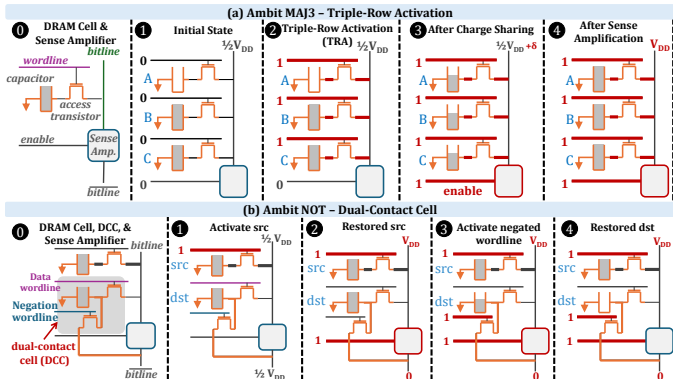 (a) Ambit MAJ3 – Triple-Row Activation
0 DRAM Cell & Sense Amplifier
bitline
wordline
capacitor
access transistor
enable
Sense Amp.
bitline
1 Initial State
½VDD
0
A
0
B
0
C
0
2 Triple-Row Activation (TRA)
½VDD
1
A
1
B
1
C
0
3 After Charge Sharing
½VDD +δ
1
A
1
B
1
C
1
enable
4 After Sense Amplification
VDD
1
A
1
B
1
C
1
(b) Ambit NOT – Dual-Contact Cell
0 DRAM Cell, DCC, & Sense Amplifier
bitline
Data wordline
Negation wordline
dual-contact cell (DCC)
bitline
1 Activate src
½ VDD
1
src
dst
½ VDD
2 Restored src
VDD
src
dst
1
0
3 Activate negated wordline
VDD
1
src
dst
1
1
0
4 Restored dst
VDD
src
dst
1
1
0